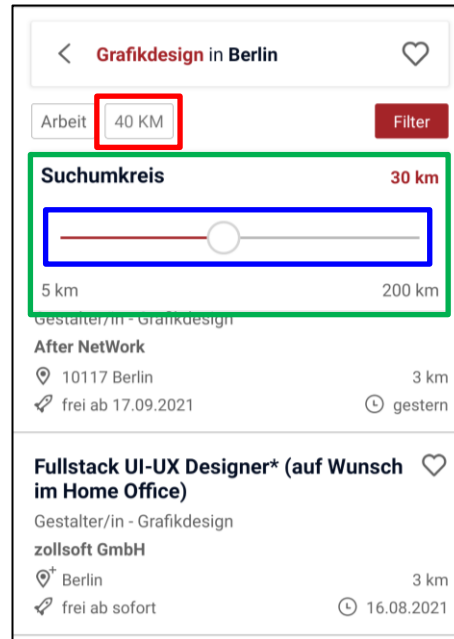 Grafikdesign in Berlin
Arbeit 40 KM Filter
Suchumkreis 30 km
5 km 200 km
Gestalter/in - Grafikdesign
After NetWork
10117 Berlin 3 km
frei ab 17.09.2021 gestern
Fullstack UI-UX Designer* (auf Wunsch
im Home Office)
Gestalter/in - Grafikdesign
zollsoft GmbH
Berlin 3 km
frei ab sofort 16.08.2021